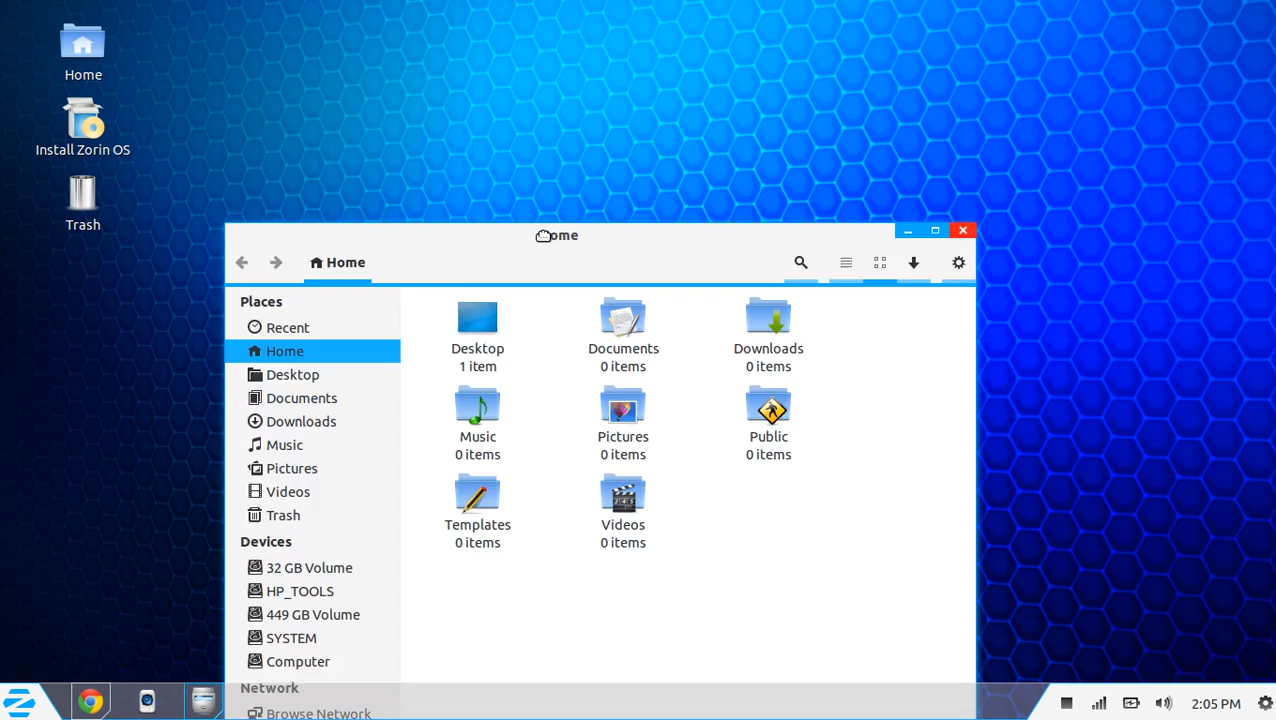 Home
Install Zorin OS
Trash
ome
Home
Places
Recent
Home
Desktop
Documents
Downloads
Music
Pictures
Videos
Trash
Devices
32 GB Volume
HP_TOOLS
449 GB Volume
SYSTEM
Computer
Network
Browse Network
Desktop
1 item
Documents
0 items
Downloads
0 items
Music
0 items
Pictures
0 items
Public
0 items
Templates
0 items
Videos
0 items
2:05 PM